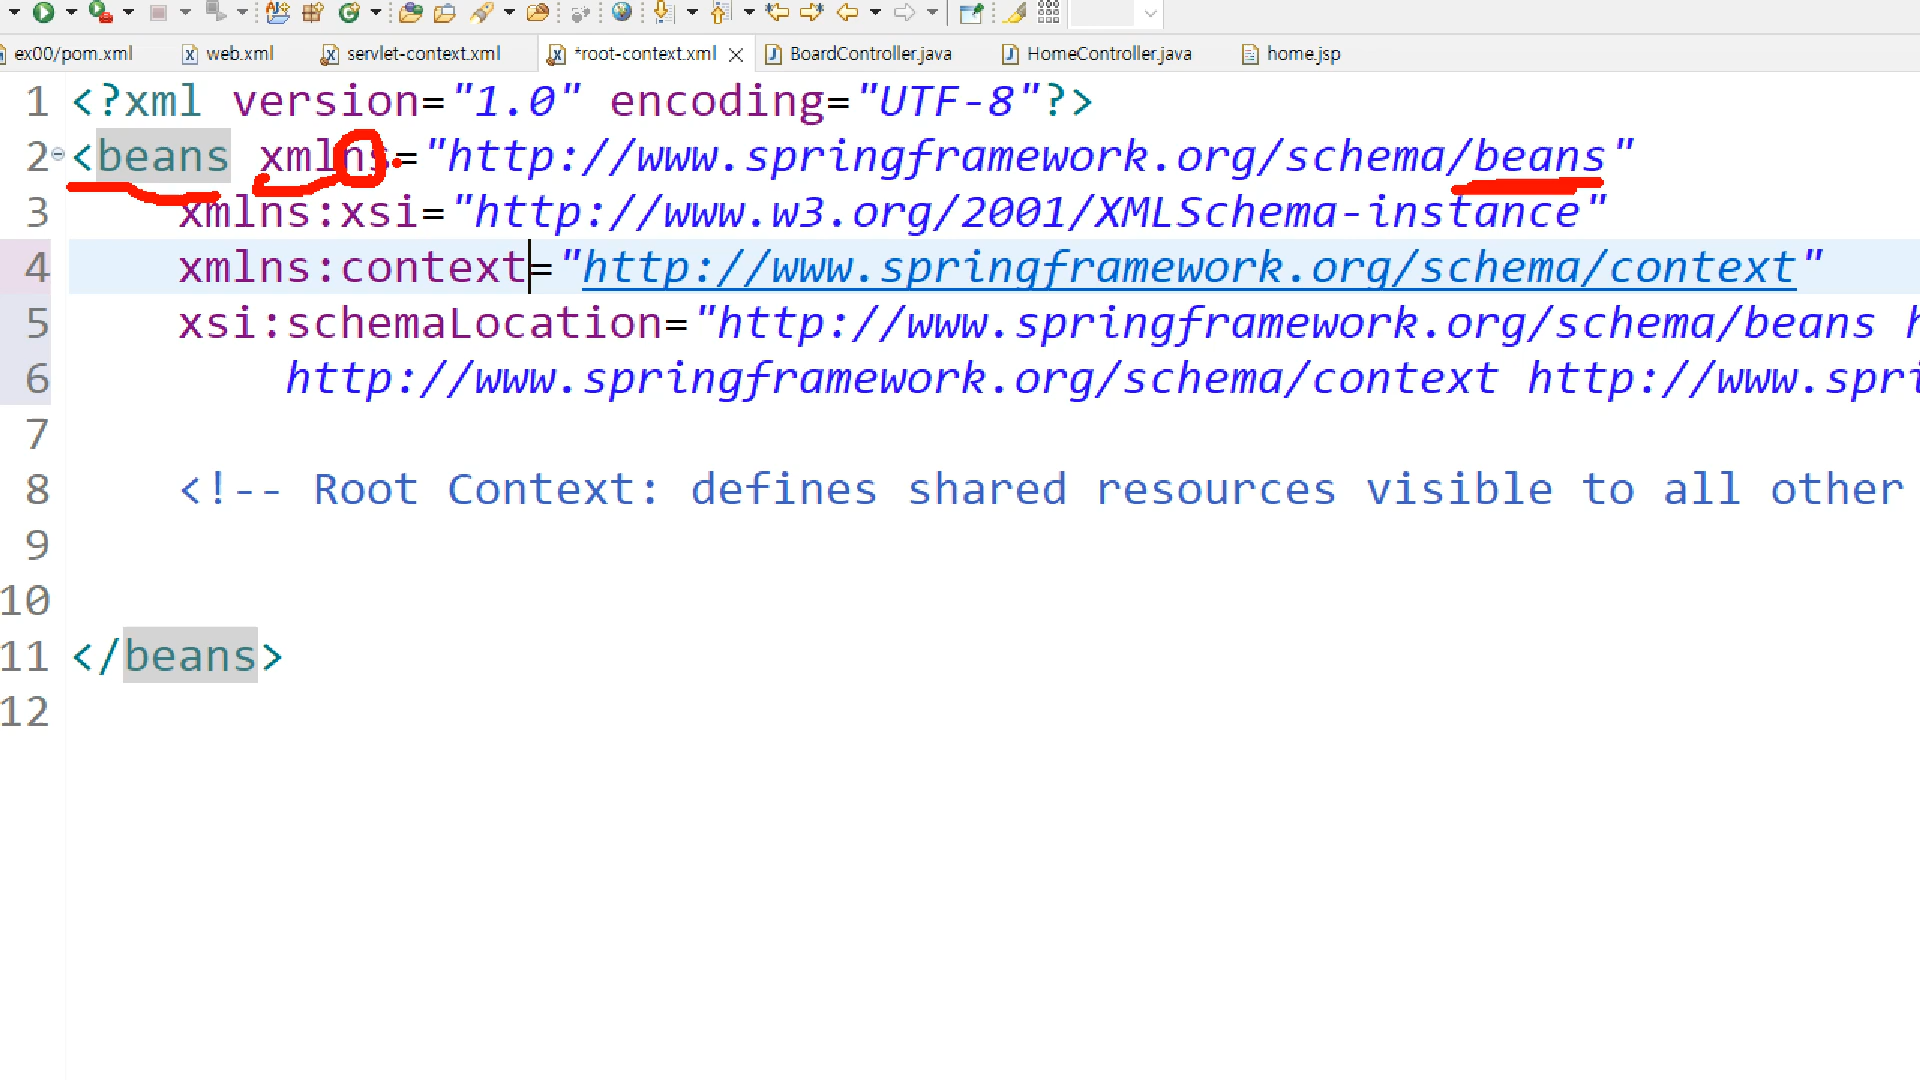 ex00/pom.xml web.xml servlet-context.xml *root-context.xml BoardController.java HomeController.java home.jsp
1 <?xml version="1.0" encoding="UTF-8"?>
2 <beans xmlns="http://www.springframework.org/schema/beans"
3 xmlns:xsi="http://www.w3.org/2001/XMLSchema-instance"
4 xmlns:context="http://www.springframework.org/schema/context"
5 xsi:schemaLocation="http://www.springframework.org/schema/beans
6 http://www.springframework.org/schema/context http://www.spri
7
8 <!-- Root Context: defines shared resources visible to all other
9
10
11 </beans>
12